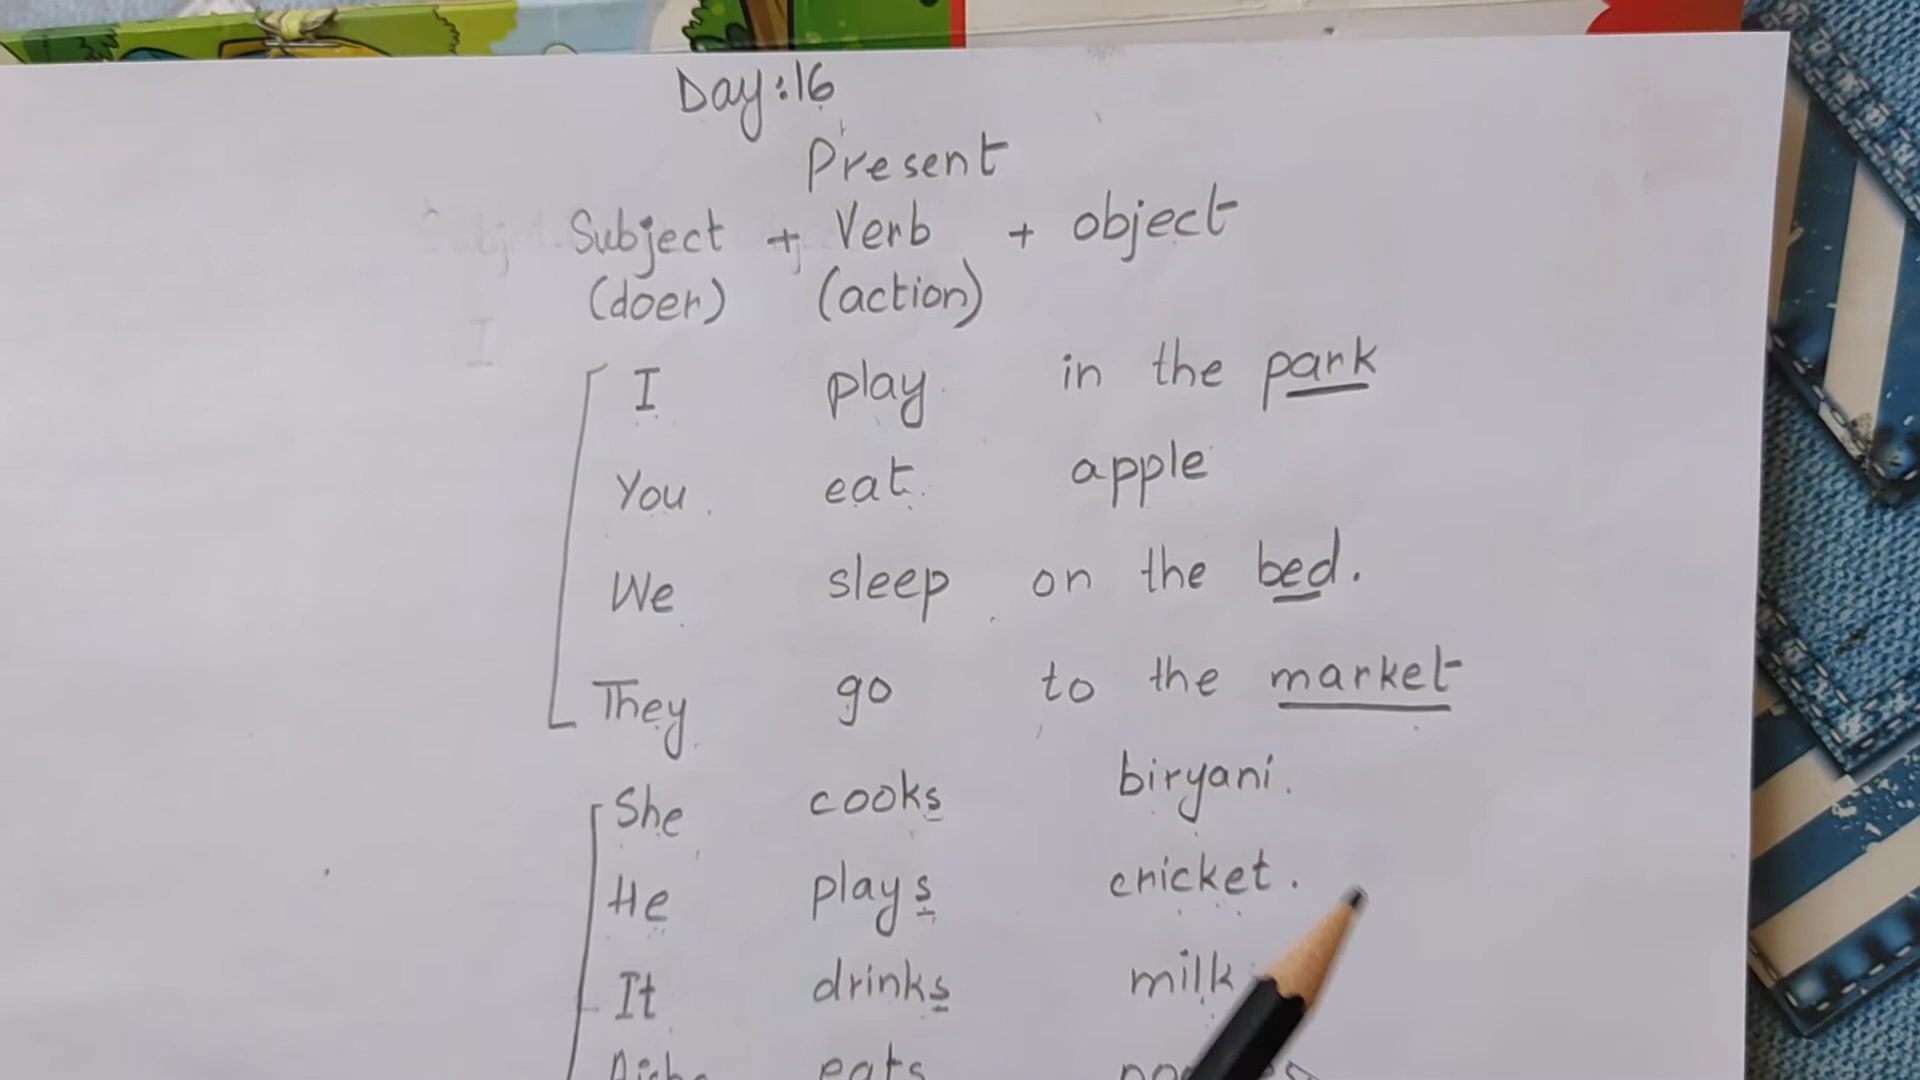 Day:16
Present
Subject + Verb + object
(doer) (action)
I play in the park
You eat apple
We sleep on the bed.
They go to the market
She cooks biryani.
He plays cricket.
It drinks milk
eats